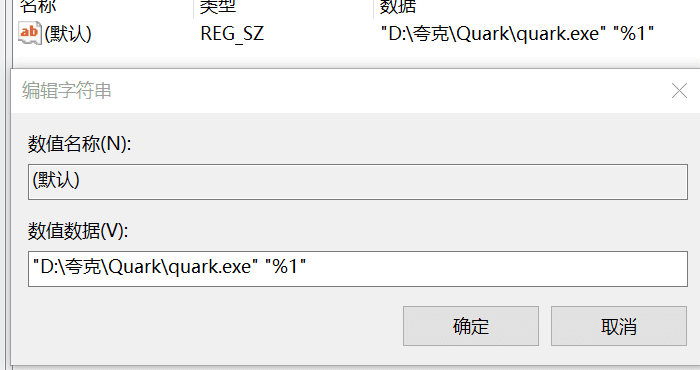 名称 类型 数据
ab (默认) REG_SZ "D:\夸克\Quark\quark.exe" "%1"
编辑字符串
数值名称(N):
(默认)
数值数据(V):
"D:\夸克\Quark\quark.exe" "%1"
确定 取消